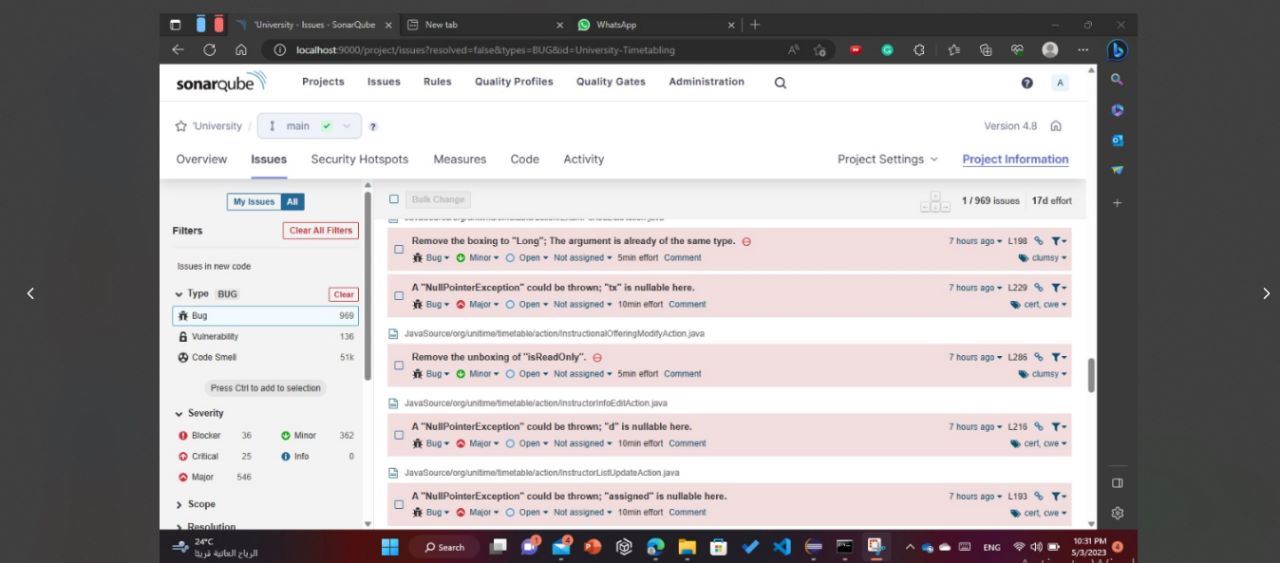 'University - Issues - SonarQube
New tab
WhatsApp
localhost:9000/project/issues?resolved=false&types=BUG&id=University-Timetabling
sonarqube Projects Issues Rules Quality Profiles Quality Gates Administration A
'University / main ? Version 4.8
Overview Issues Security Hotspots Measures Code Activity Project Settings Project Information
My Issues All Bulk Change 1 / 969 issues 17d effort
Filters Clear All Filters
Issues in new code
Type BUG Clear
Bug 969
Vulnerability 136
Code Smell 51k
Press Ctrl to add to selection
Severity
Blocker 36 Minor 362
Critical 25 Info 0
Major 546
Scope
Resolution
Remove the boxing to "Long"; The argument is already of the same type. 7 hours ago L198
Bug Minor Open Not assigned 5min effort Comment clumsy
A "NullPointerException" could be thrown; "tx" is nullable here. 7 hours ago L229
Bug Major Open Not assigned 10min effort Comment cert, cwe
JavaSource/org/unitime/timetable/action/InstructionalOfferingModifyAction.java
Remove the unboxing of "isReadOnly". 7 hours ago L286
Bug Minor Open Not assigned 5min effort Comment clumsy
JavaSource/org/unitime/timetable/action/InstructorInfoEditAction.java
A "NullPointerException" could be thrown; "d" is nullable here. 7 hours ago L216
Bug Major Open Not assigned 10min effort Comment cert, cwe
JavaSource/org/unitime/timetable/action/InstructorListUpdateAction.java
A "NullPointerException" could be thrown; "assigned" is nullable here. 7 hours ago L193
Bug Major Open Not assigned 10min effort Comment cert, cwe
24°C
الرياح العاتية قريبًا
Search
ENG
10:31 PM
5/3/2023
4